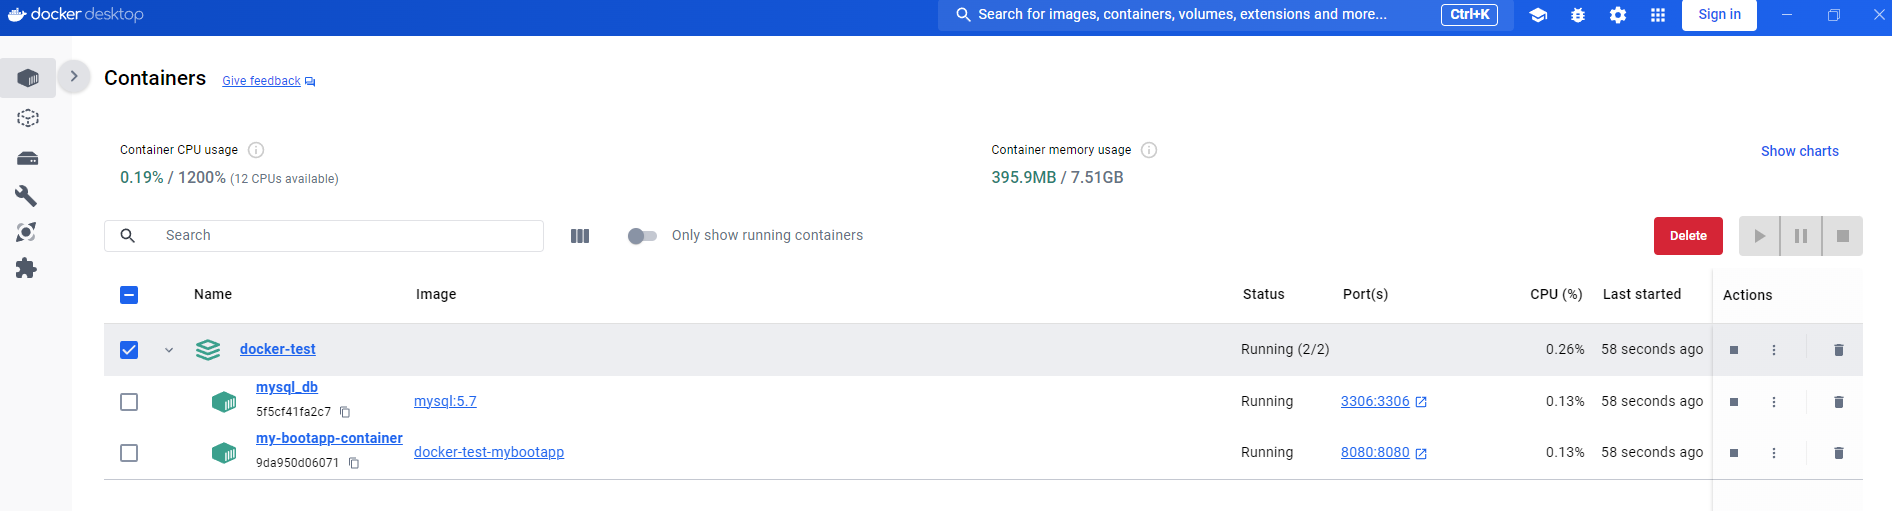 docker desktop
Search for images, containers, volumes, extensions and more...
Ctrl+K
Sign in
Containers
Give feedback
Container CPU usage
0.19% / 1200% (12 CPUs available)
Container memory usage
395.9MB / 7.51GB
Show charts
Search
Only show running containers
Delete
Name Image Status Port(s) CPU (%) Last started Actions
docker-test Running (2/2) 0.26% 58 seconds ago
mysql_db
5f5cf41fa2c7
mysql:5.7 Running 3306:3306 0.13% 58 seconds ago
my-bootapp-container
9da950d06071
docker-test-mybootapp Running 8080:8080 0.13% 58 seconds ago